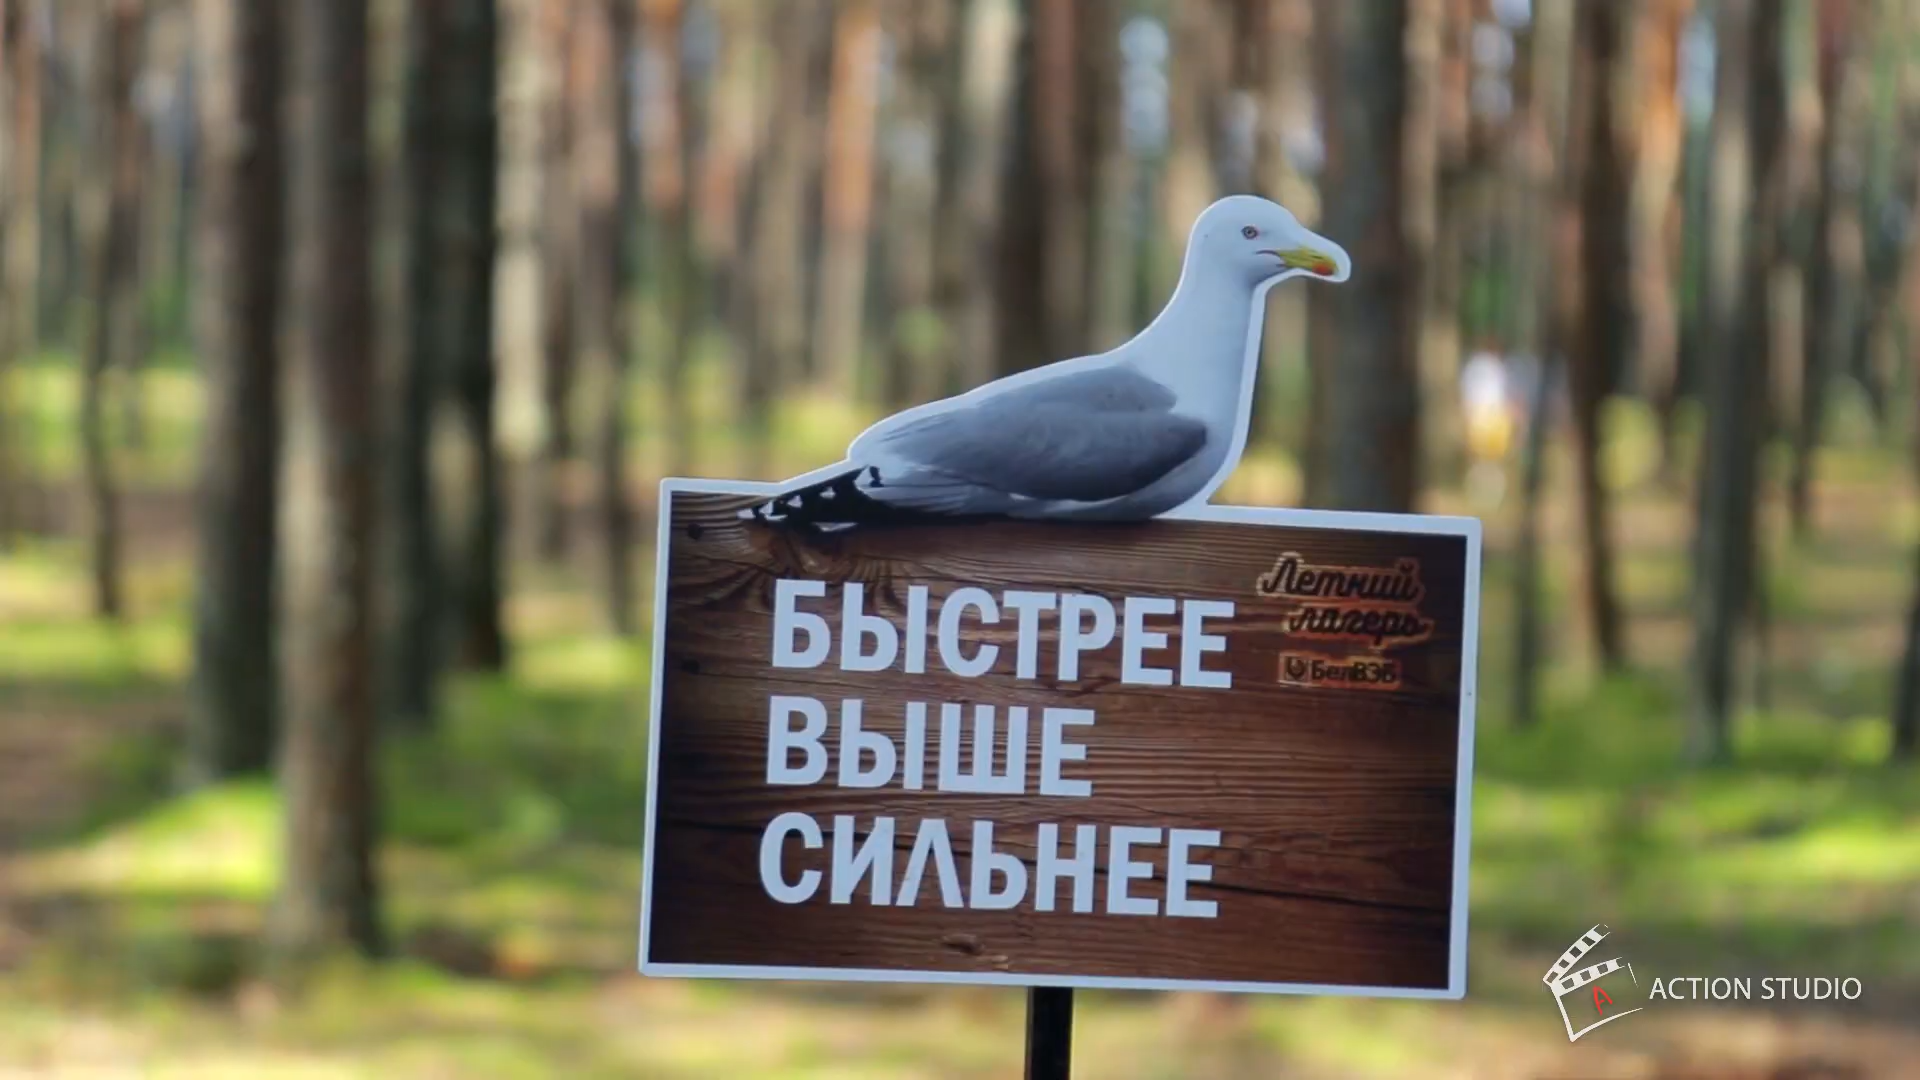 БЫСТРЕЕ
ВЫШЕ
СИЛЬНЕЕ
Летний
лагерь
БелВЭБ
A
ACTION STUDIO